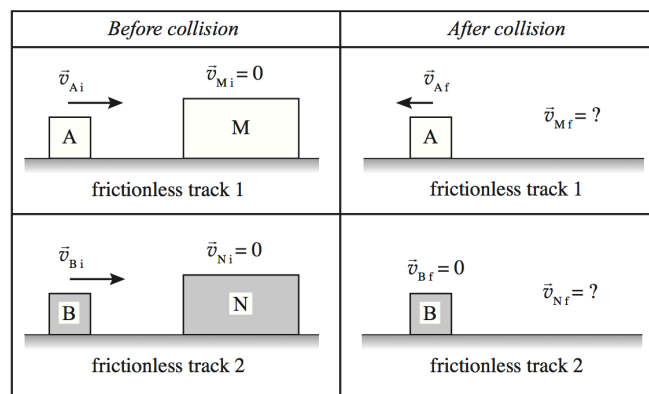 Before collision
After collision
v⃗Ai
v⃗Mi = 0
A
M
frictionless track 1
v⃗Af
v⃗Mf = ?
A
frictionless track 1
v⃗Bi
v⃗Ni = 0
B
N
frictionless track 2
v⃗Bf = 0
v⃗Nf = ?
B
frictionless track 2